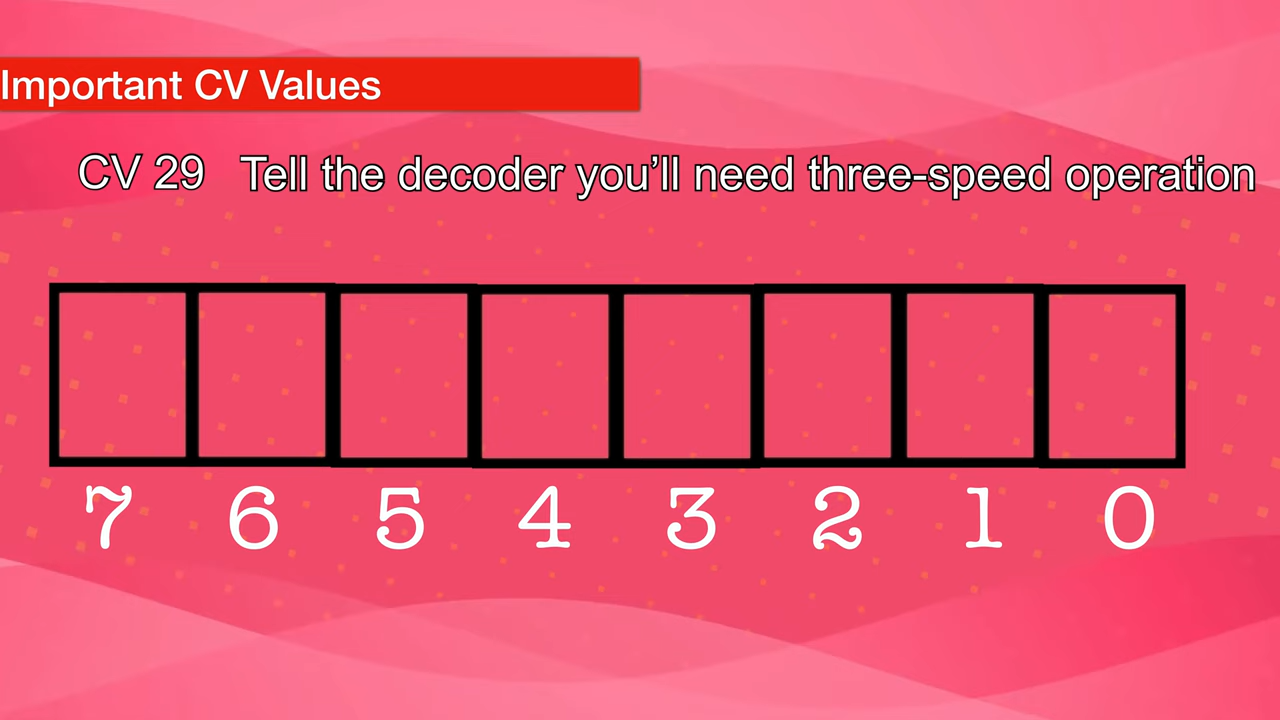 Important CV Values
CV 29 Tell the decoder you’ll need three-speed operation
7 6 5 4 3 2 1 0